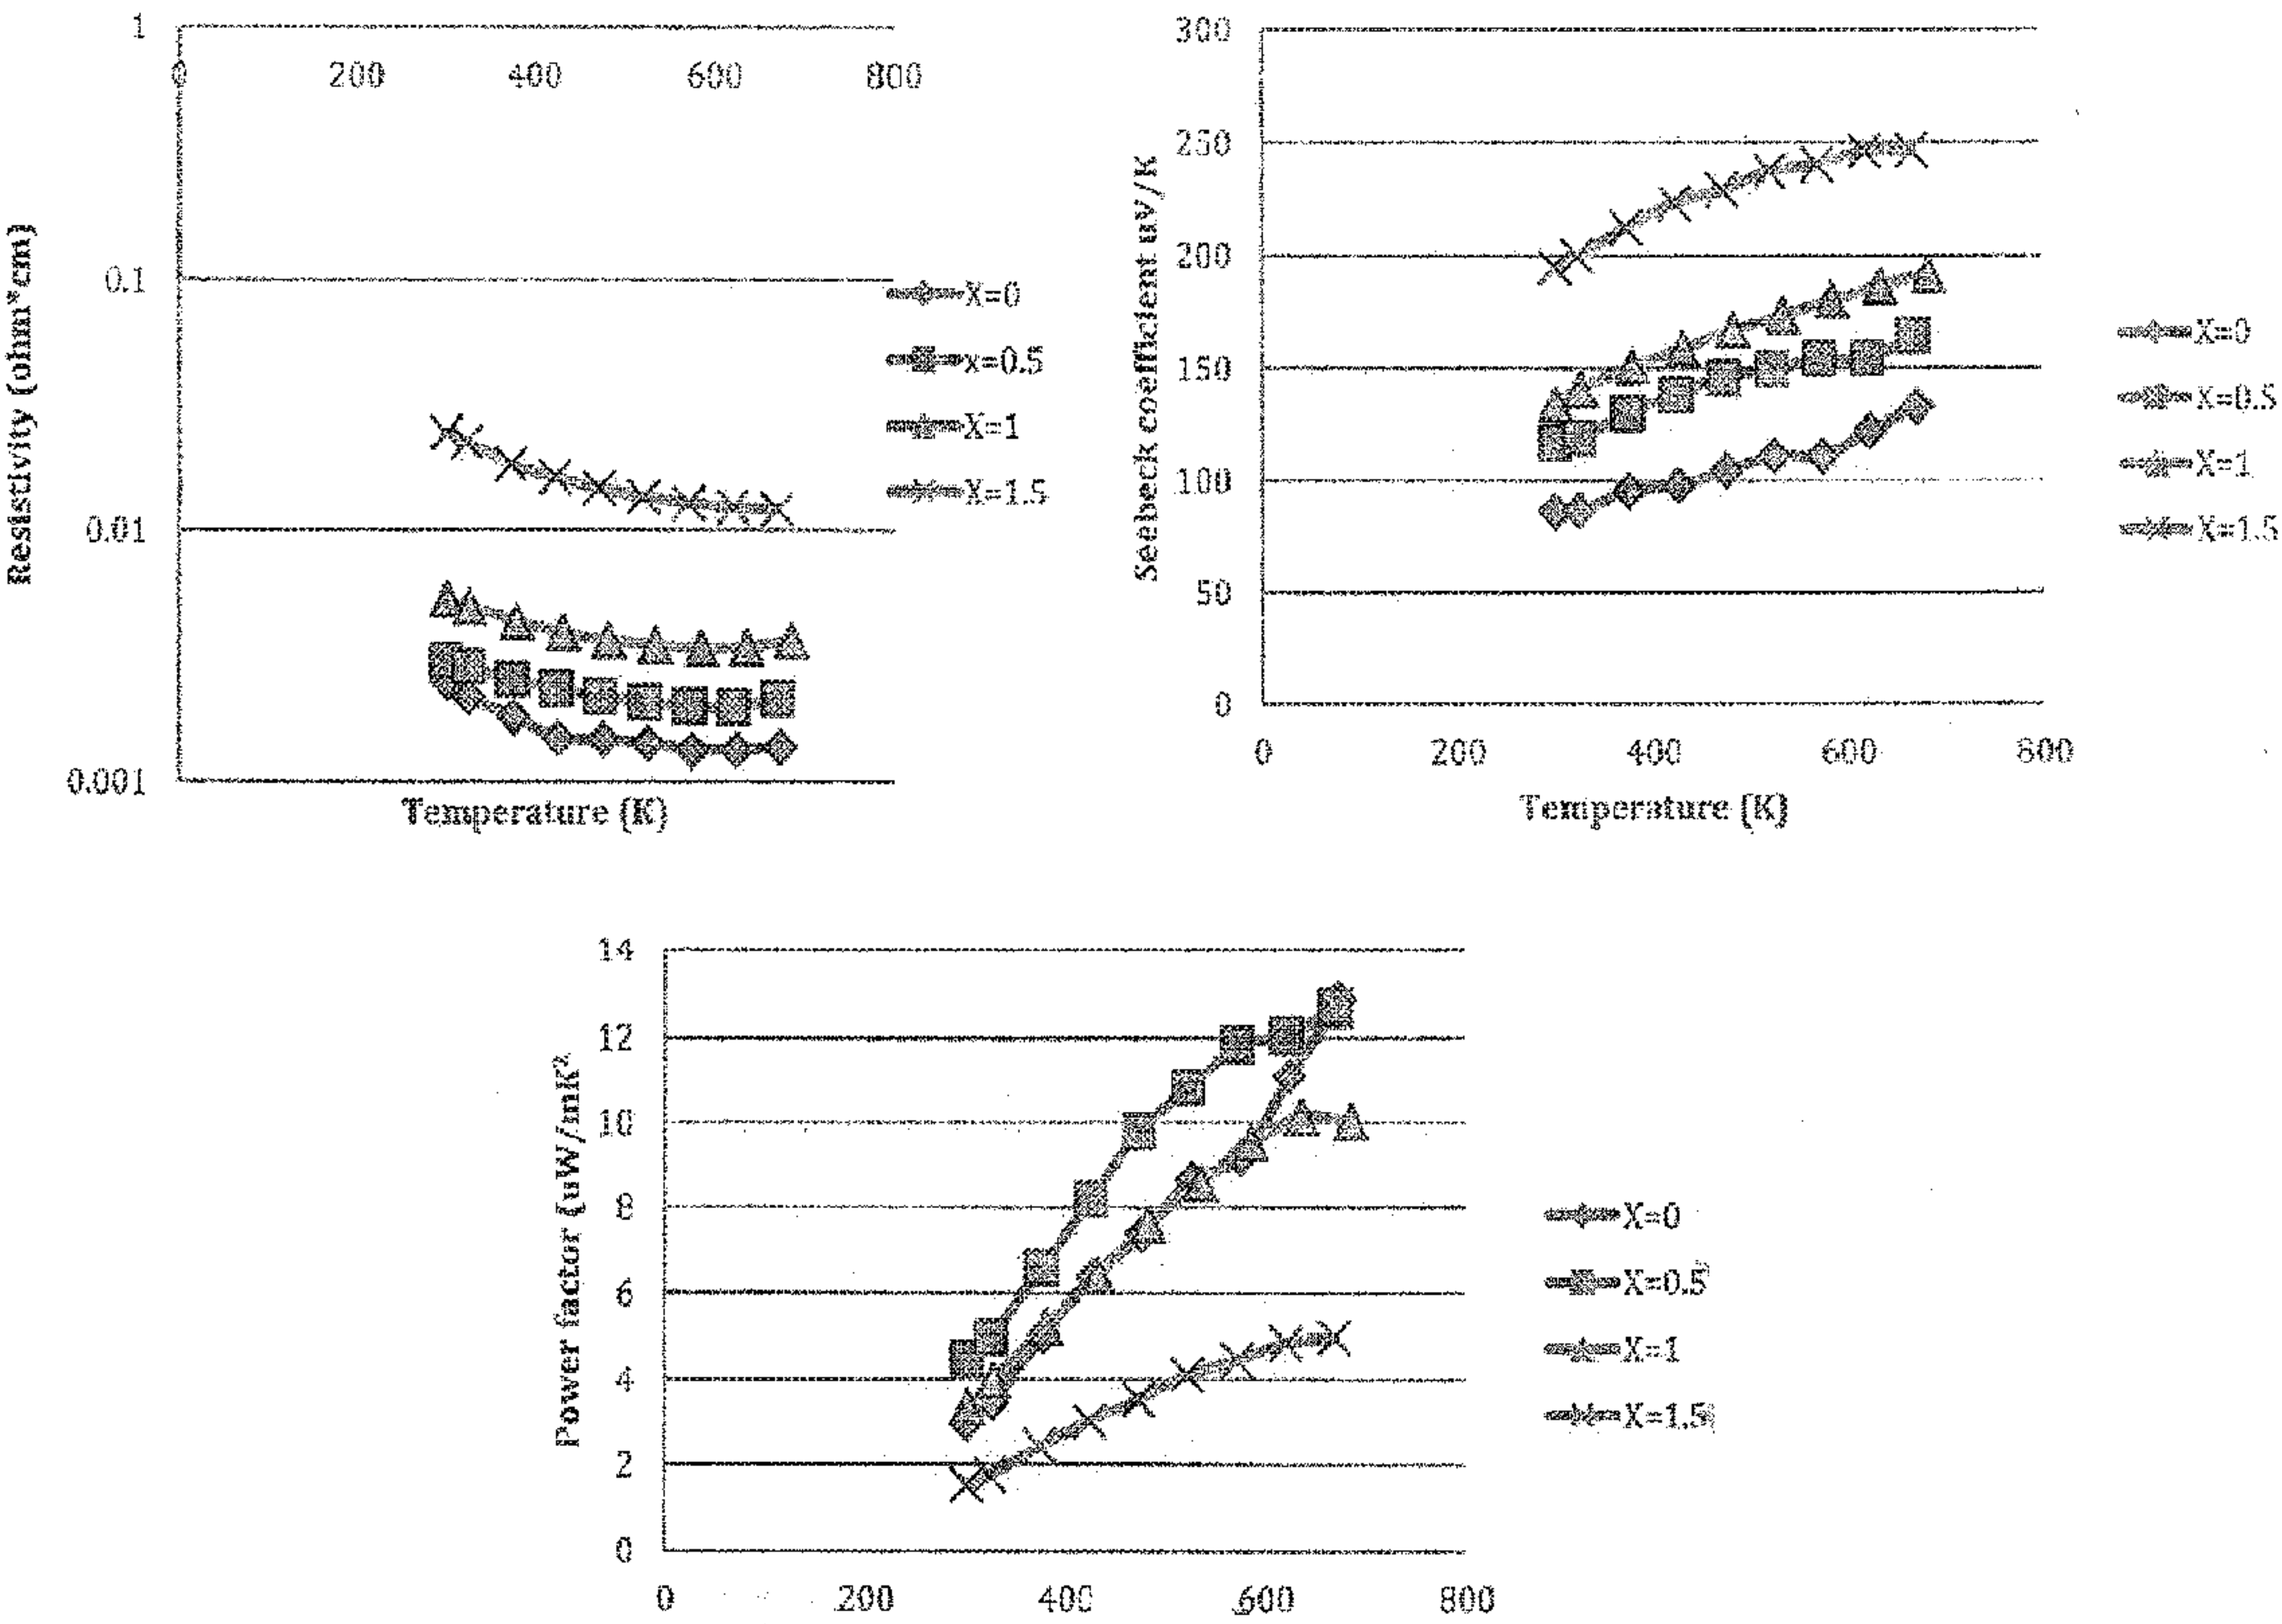 1
0 200 400 600 800
0.1
0.01
0.001
Resistivity (ohm*cm)
Temperature (K)
X=0
x=0.5
X=1
X=1.5
300
250
200
150
100
50
0
Seebeck coefficient uv/K
0 200 400 600 800
Temperature (K)
X=0
X=0.5
X=1
X=1.5
14
12
10
8
6
4
2
0
Power factor (uW/mK²
0 200 400 600 800
X=0
X=0.5
X=1
X=1.5